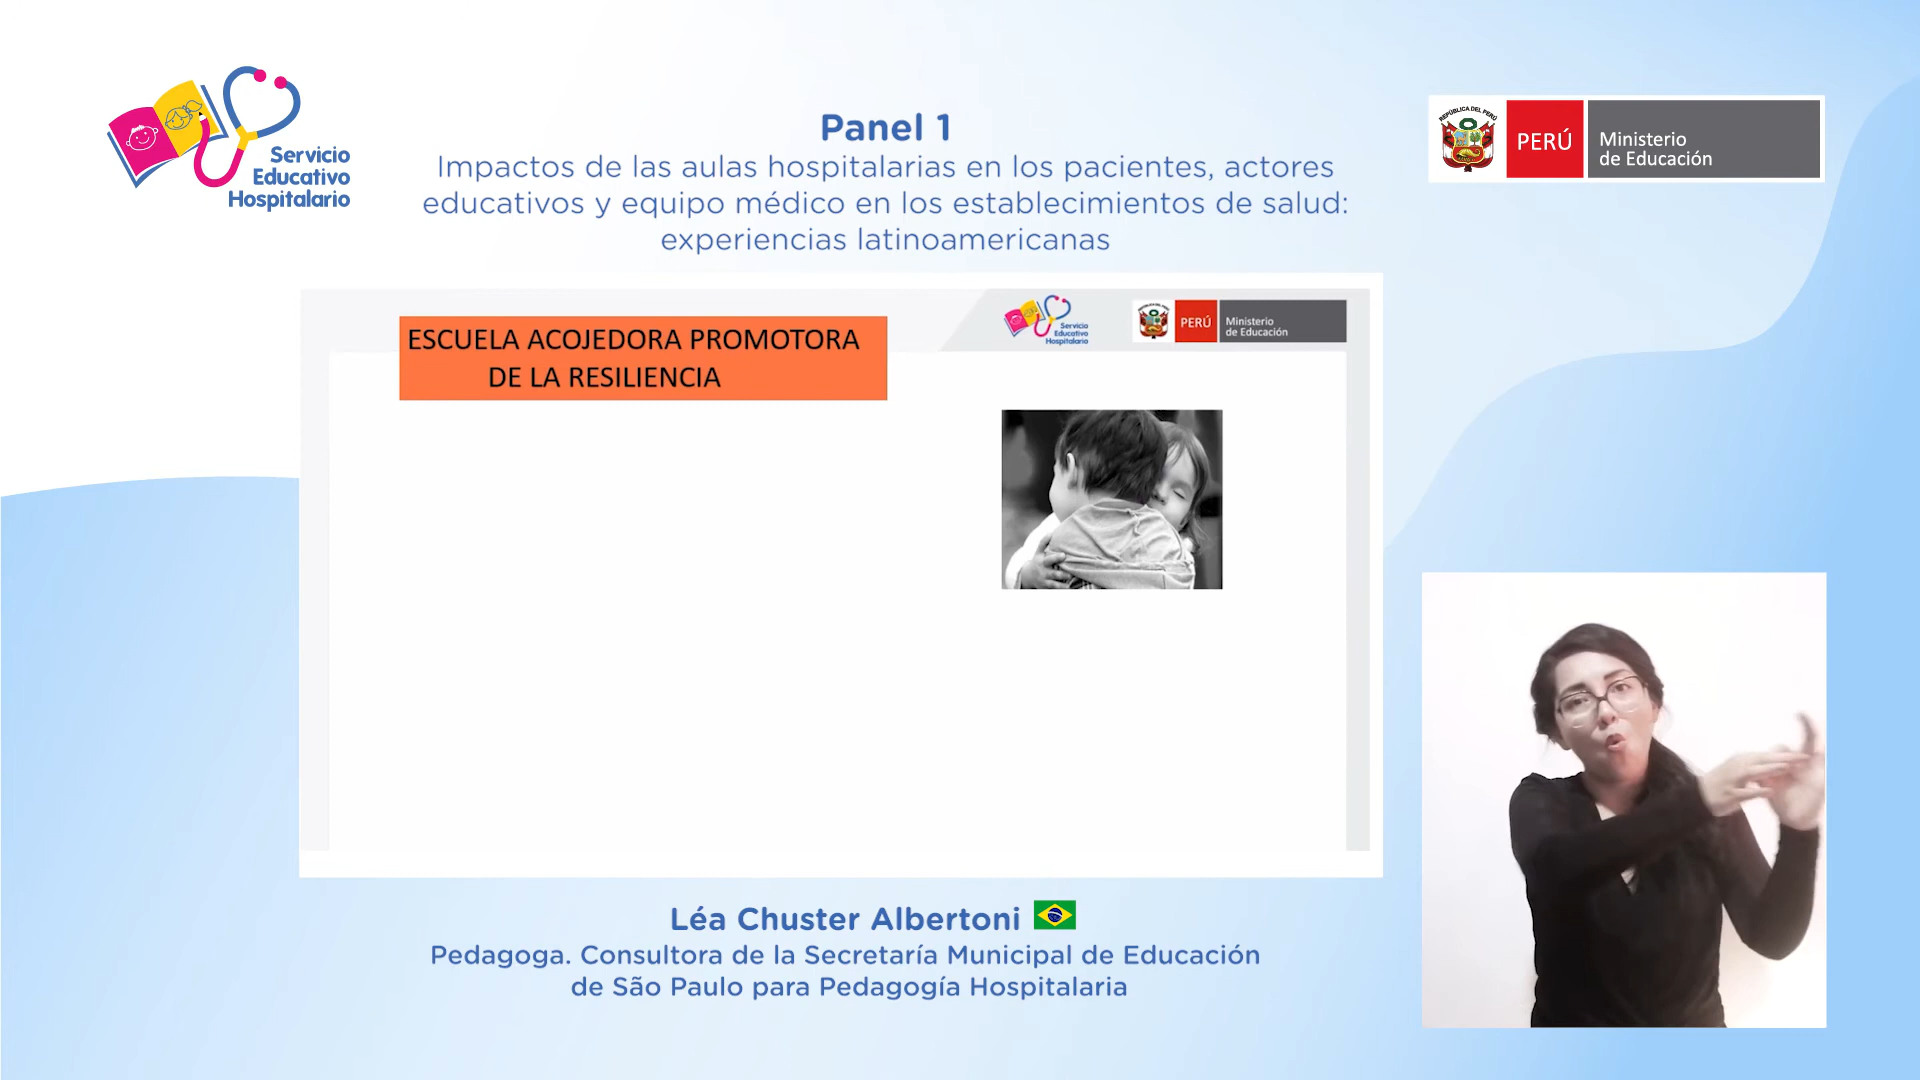 Servicio
Educativo
Hospitalario
Panel 1
Impactos de las aulas hospitalarias en los pacientes, actores
educativos y equipo médico en los establecimientos de salud:
experiencias latinoamericanas
REPÚBLICA DEL PERÚ
PERÚ
Ministerio
de Educación
ESCUELA ACOJEDORA PROMOTORA
DE LA RESILIENCIA
Servicio
Educativo
Hospitalario
PERÚ
Ministerio
de Educación
Léa Chuster Albertoni
Pedagoga. Consultora de la Secretaría Municipal de Educación
de São Paulo para Pedagogía Hospitalaria